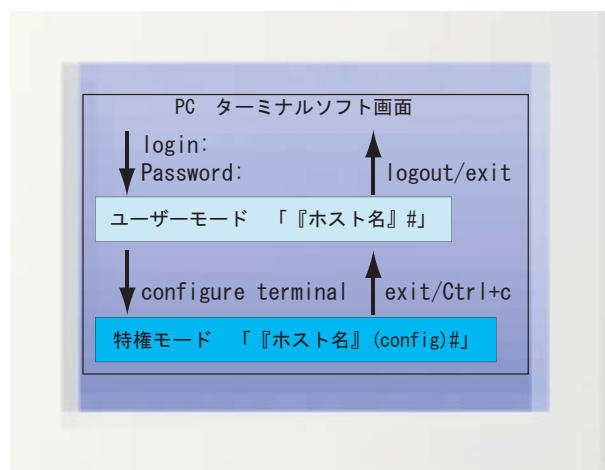 PC ターミナルソフト画面
login:
Password:
logout/exit
ユーザーモード 「『ホスト名』#」
configure terminal
exit/Ctrl+c
特権モード 「『ホスト名』(config)#」